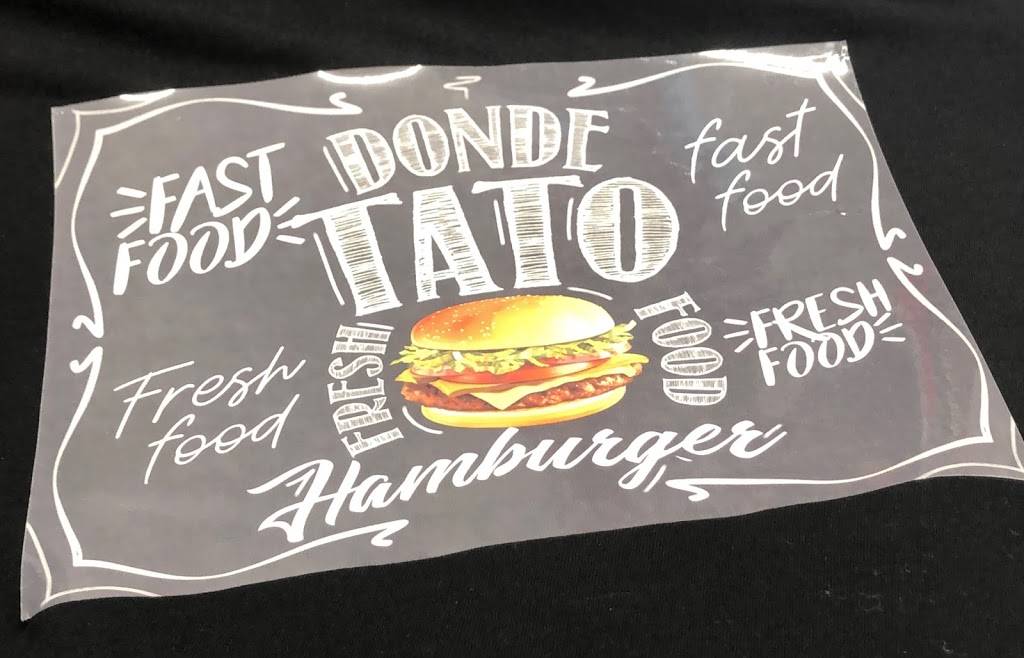 DONDE
TATO
FAST
FOOD
fast
food
FRESH
FOOD
FRESH
FOOD
Fresh
food
Hamburger